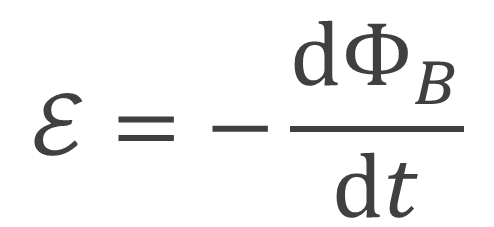 ℰ = − dΦ_B / dt